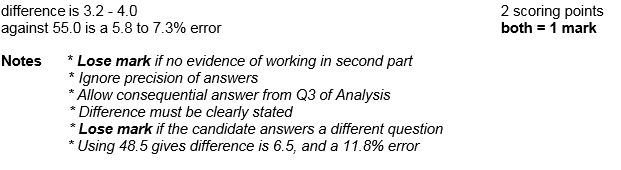 difference is 3.2 - 4.0 2 scoring points
against 55.0 is a 5.8 to 7.3% error both = 1 mark
Notes * Lose mark if no evidence of working in second part
* Ignore precision of answers
* Allow consequential answer from Q3 of Analysis
* Difference must be clearly stated
* Lose mark if the candidate answers a different question
* Using 48.5 gives difference is 6.5, and a 11.8% error